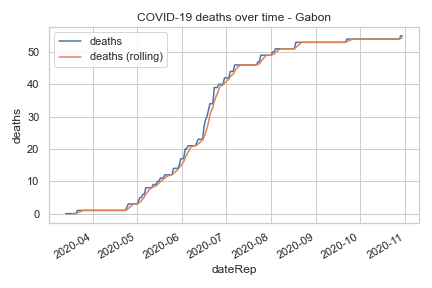 COVID-19 deaths over time - Gabon
deaths
deaths (rolling)
deaths
50
40
30
20
10
0
2020-04
2020-05
2020-06
2020-07
2020-08
2020-09
2020-10
2020-11
dateRep